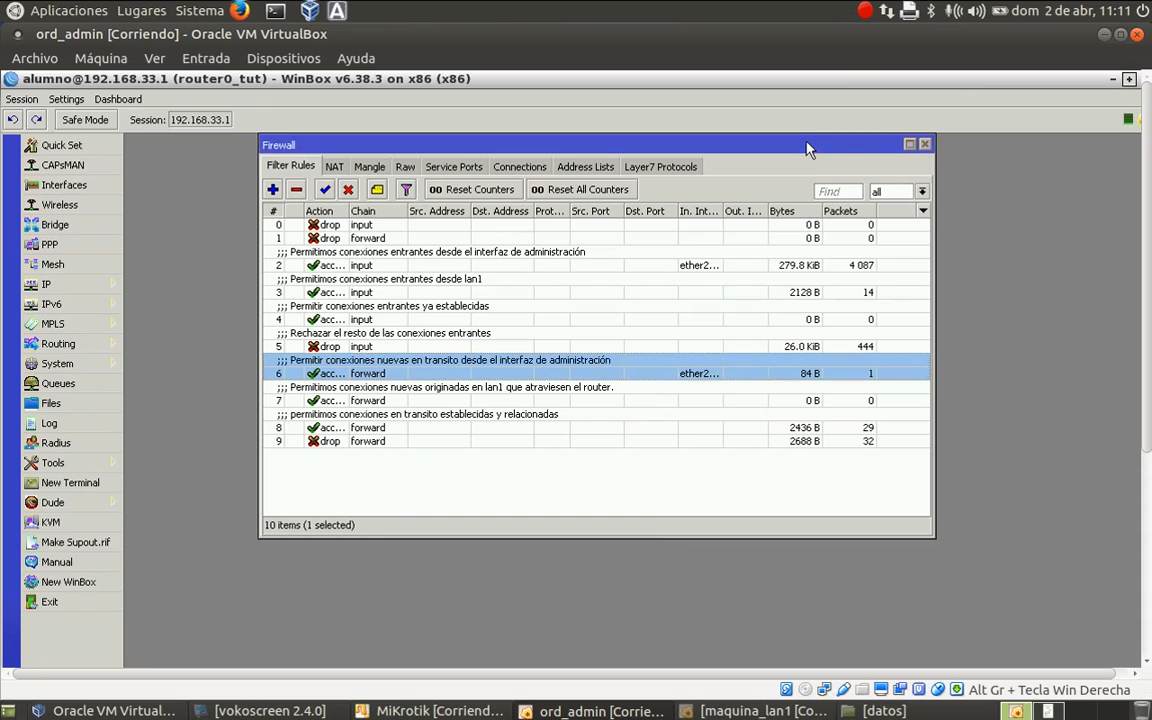 Aplicaciones Lugares Sistema A dom 2 de abr, 11:11
ord_admin [Corriendo] - Oracle VM VirtualBox
Archivo Máquina Ver Entrada Dispositivos Ayuda
alumno@192.168.33.1 (router0_tut) - WinBox v6.38.3 on x86 (x86)
Session Settings Dashboard
Safe Mode Session: 192.168.33.1
Quick Set
CAPsMAN
Interfaces
Wireless
Bridge
PPP
Mesh
IP
IPv6
MPLS
Routing
System
Queues
Files
Log
Radius
Tools
New Terminal
Dude
KVM
Make Supout.rif
Manual
New WinBox
Exit
Firewall
Filter Rules NAT Mangle Raw Service Ports Connections Address Lists Layer7 Protocols
00 Reset Counters 00 Reset All Counters Find all
# Action Chain Src. Address Dst. Address Prot... Src. Port Dst. Port In. Int... Out. I... Bytes Packets
0 drop input 0 B 0
1 drop forward 0 B 0
;;; Permitimos conexiones entrantes desde el interfaz de administración
2 acc... input ether2... 279.8 KiB 4 087
;;; Permitimos conexiones entrantes desde lan1
3 acc... input 2128 B 14
;;; Permitir conexiones entrantes ya establecidas
4 acc... input 0 B 0
;;; Rechazar el resto de las conexiones entrantes
5 drop input 26.0 KiB 444
;;; Permitir conexiones nuevas en transito desde el interfaz de administración
6 acc... forward ether2... 84 B 1
;;; Permitimos conexiones nuevas originadas en lan1 que atraviesen el router.
7 acc... forward 0 B 0
;;; permitimos conexiones en transito establecidas y relacionadas
8 acc... forward 2436 B 29
9 drop forward 2688 B 32
10 items (1 selected)
Alt Gr + Tecla Win Derecha
Oracle VM Virtual... [vokoscreen 2.4.0] MiKrotik [Corriend... ord_admin [Corrie... [maquina_lan1 [Co... [datos]